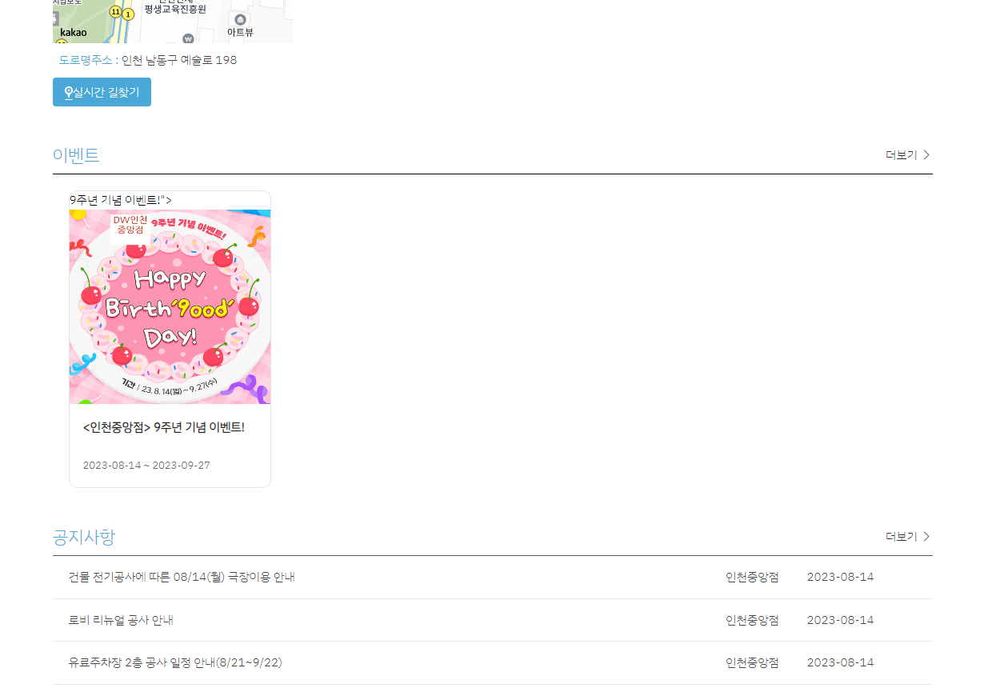 지압보도
11
1
평생교육진흥원
kakao
아트뷰
W
도로명주소 : 인천 남동구 예술로 198
실시간 길찾기
이벤트
더보기
9주년 기념 이벤트!">
DW인천
중앙점
9주년 기념 이벤트!
Happy
Birth'9ood'
Day!
기간 / 23.8.14(월)~9.27(수)
<인천중앙점> 9주년 기념 이벤트!
2023-08-14 ~ 2023-09-27
공지사항
더보기
건물 전기공사에 따른 08/14(월) 극장이용 안내 인천중앙점 2023-08-14
로비 리뉴얼 공사 안내 인천중앙점 2023-08-14
유료주차장 2층 공사 일정 안내(8/21~9/22) 인천중앙점 2023-08-14